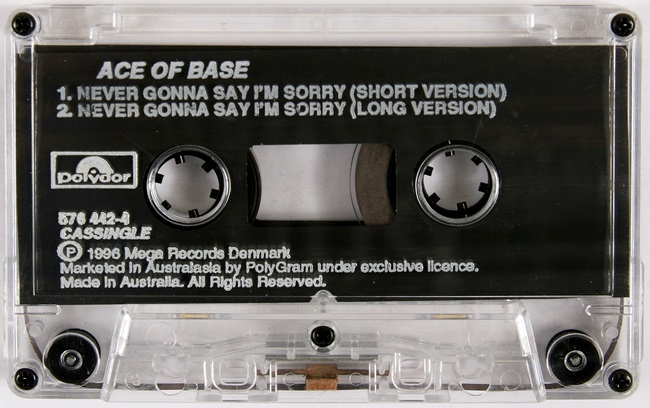 ACE OF BASE
1. NEVER GONNA SAY I'M SORRY (SHORT VERSION)
2. NEVER GONNA SAY I'M SORRY (LONG VERSION)
polydor
576 442-4
CASSINGLE
Ⓟ 1996 Mega Records Denmark
Marketed in Australasia by PolyGram under exclusive licence.
Made in Australia. All Rights Reserved.